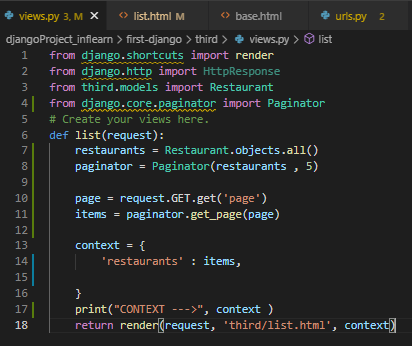 views.py 3, M list.html M base.html urls.py 2
djangoProject_inflearn > first-django > third > views.py > list
1 from django.shortcuts import render
2 from django.http import HttpResponse
3 from third.models import Restaurant
4 from django.core.paginator import Paginator
5 # Create your views here.
6 def list(request):
7 restaurants = Restaurant.objects.all()
8 paginator = Paginator(restaurants , 5)
9
10 page = request.GET.get('page')
11 items = paginator.get_page(page)
12
13 context = {
14 'restaurants' : items,
15
16 }
17 print("CONTEXT --->", context )
18 return render(request, 'third/list.html', context)